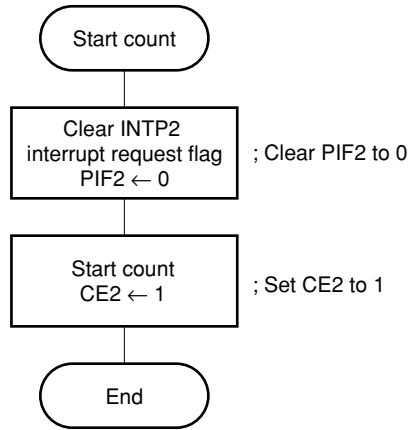 Start count
Clear INTP2
interrupt request flag
PIF2 ← 0
; Clear PIF2 to 0
Start count
CE2 ← 1
; Set CE2 to 1
End